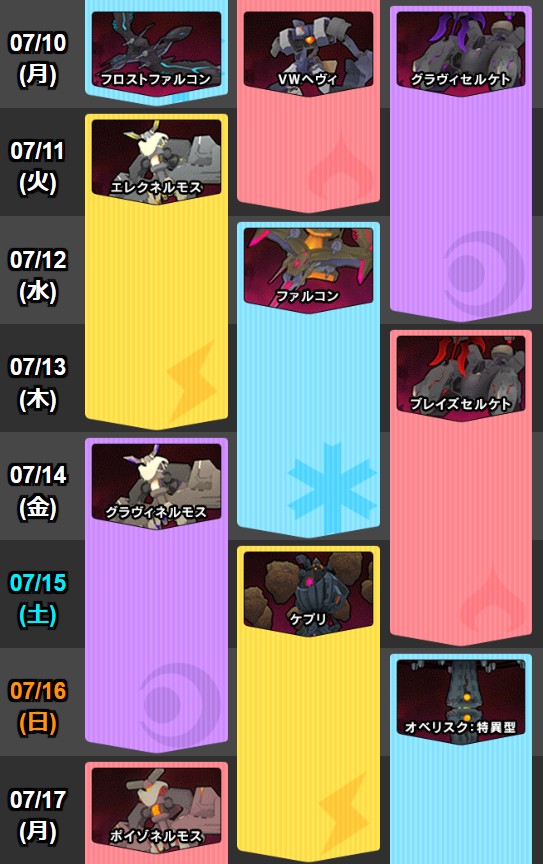 07/10
(月)
フロストファルコン
VWヘヴィ
グラヴィセルケト
07/11
(火)
エレクネルモス
07/12
(水)
ファルコン
07/13
(木)
ブレイズセルケト
07/14
(金)
グラヴィネルモス
07/15
(土)
ケプリ
07/16
(日)
オベリスク:特異型
07/17
(月)
ポイゾネルモス